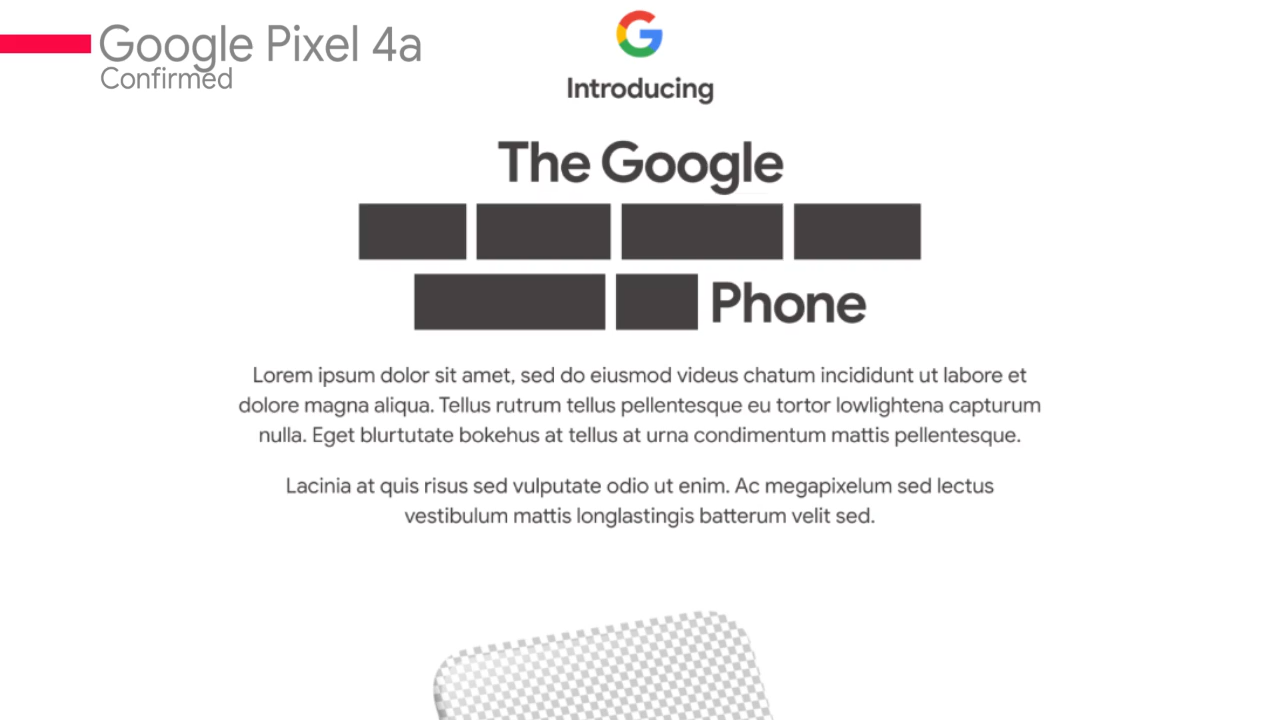 Google Pixel 4a
Confirmed
Introducing
The Google
Phone
Lorem ipsum dolor sit amet, sed do eiusmod videus chatum incididunt ut labore et
dolore magna aliqua. Tellus rutrum tellus pellentesque eu tortor lowlightena capturum
nulla. Eget blurtutate bokehus at tellus at urna condimentum mattis pellentesque.
Lacinia at quis risus sed vulputate odio ut enim. Ac megapixelum sed lectus
vestibulum mattis longlastingis batterum velit sed.